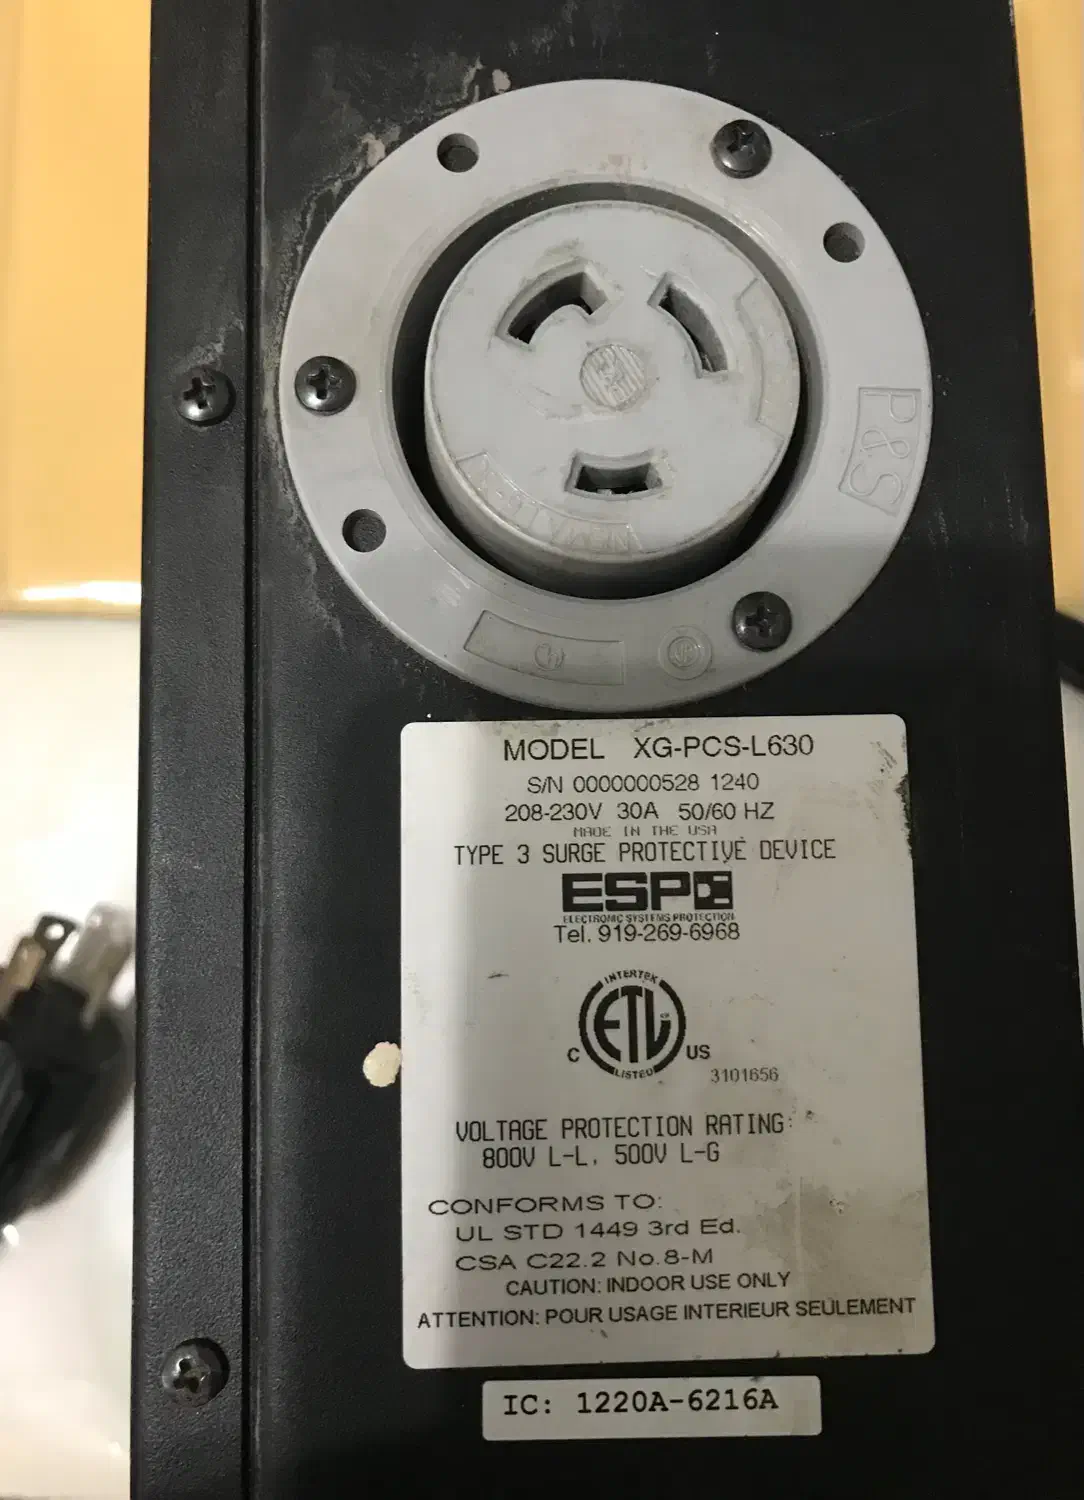 P&S
MODEL XG-PCS-L630
S/N 0000000528 1240
208-230V 30A 50/60 HZ
MADE IN THE USA
TYPE 3 SURGE PROTECTIVE DEVICE
ESP
ELECTRONIC SYSTEMS PROTECTION
Tel. 919-269-6968
INTERTEK
ETL
CM
LISTED
C US
3101656
VOLTAGE PROTECTION RATING:
800V L-L, 500V L-G
CONFORMS TO:
UL STD 1449 3rd Ed.
CSA C22.2 No.8-M
CAUTION: INDOOR USE ONLY
ATTENTION: POUR USAGE INTERIEUR SEULEMENT
IC: 1220A-6216A